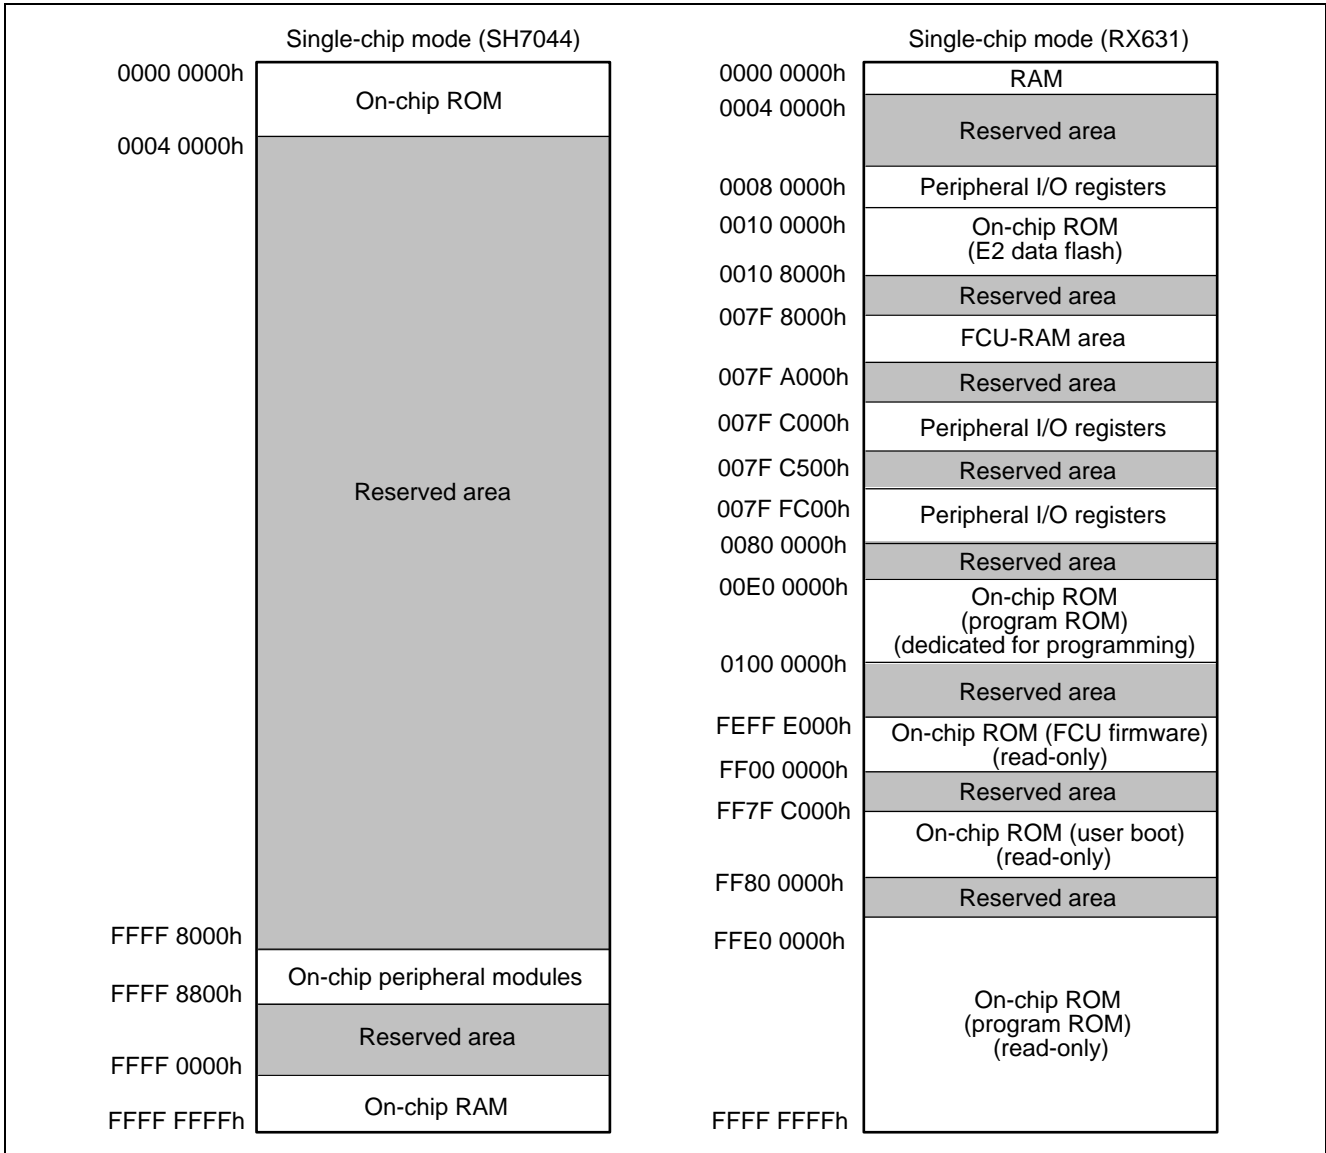 Single-chip mode (SH7044)
0000 0000h
On-chip ROM
0004 0000h
Reserved area
FFFF 8000h
On-chip peripheral modules
FFFF 8800h
Reserved area
FFFF 0000h
On-chip RAM
FFFF FFFFh
Single-chip mode (RX631)
0000 0000h
RAM
0004 0000h
Reserved area
0008 0000h
Peripheral I/O registers
0010 0000h
On-chip ROM
(E2 data flash)
0010 8000h
Reserved area
007F 8000h
FCU-RAM area
007F A000h
Reserved area
007F C000h
Peripheral I/O registers
007F C500h
Reserved area
007F FC00h
Peripheral I/O registers
0080 0000h
Reserved area
00E0 0000h
On-chip ROM
(program ROM)
(dedicated for programming)
0100 0000h
Reserved area
FEFF E000h
On-chip ROM (FCU firmware)
(read-only)
FF00 0000h
Reserved area
FF7F C000h
On-chip ROM (user boot)
(read-only)
FF80 0000h
Reserved area
FFE0 0000h
On-chip ROM
(program ROM)
(read-only)
FFFF FFFFh